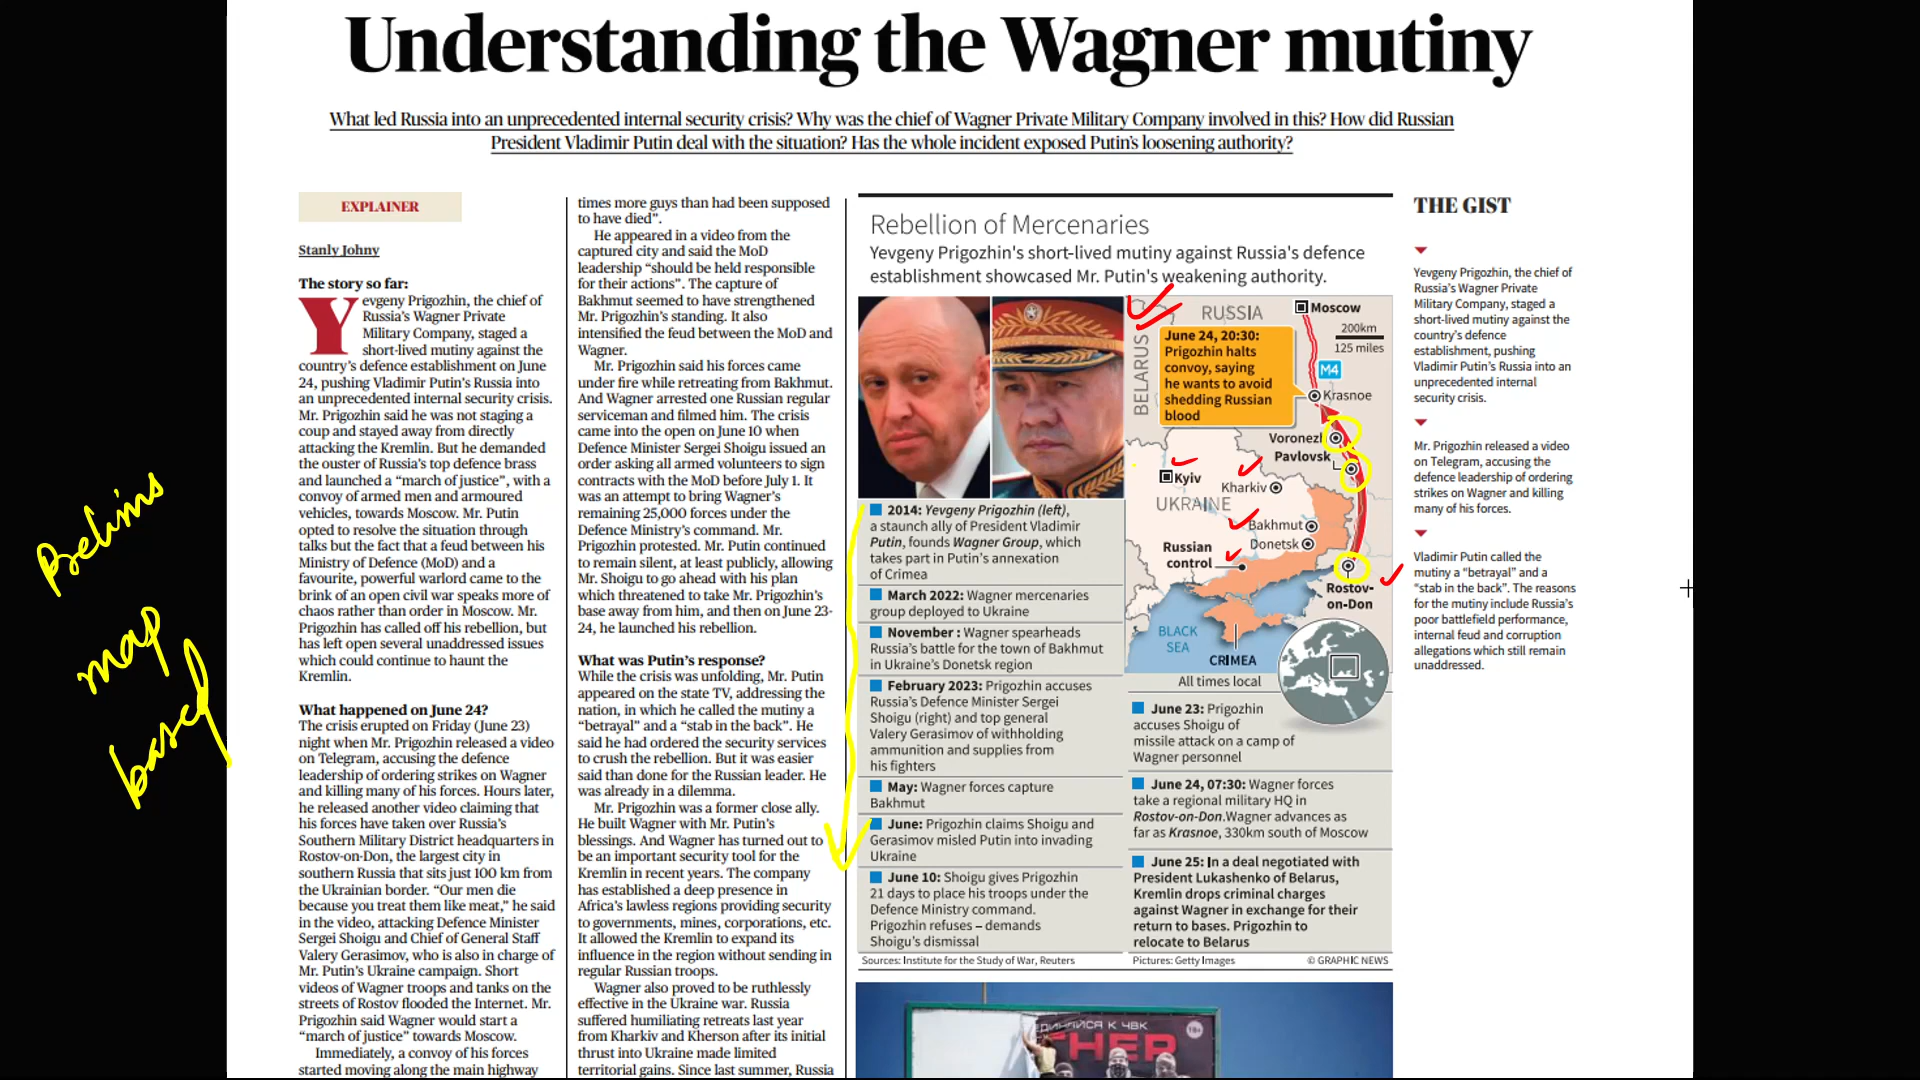 Understanding the Wagner mutiny
What led Russia into an unprecedented internal security crisis? Why was the chief of Wagner Private Military Company involved in this? How did Russian
President Vladimir Putin deal with the situation? Has the whole incident exposed Putin's loosening authority?
Prelims
map
based
EXPLAINER
Stanly Johny
The story so far:
Yevgeny Prigozhin, the chief of
Russia's Wagner Private
Military Company, staged a
short-lived mutiny against the
country's defence establishment on June
24, pushing Vladimir Putin's Russia into
an unprecedented internal security crisis.
Mr. Prigozhin said he was not staging a
coup and stayed away from directly
attacking the Kremlin. But he demanded
the ouster of Russia's top defence brass
and launched a “march of justice”, with a
convoy of armed men and armoured
vehicles, towards Moscow. Mr. Putin
opted to resolve the situation through
talks but the fact that a feud between his
Ministry of Defence (MoD) and a
favourite, powerful warlord came to the
brink of an open civil war speaks more of
chaos rather than order in Moscow. Mr.
Prigozhin has called off his rebellion, but
has left open several unaddressed issues
which could continue to haunt the
Kremlin.
What happened on June 24?
The crisis erupted on Friday (June 23)
night when Mr. Prigozhin released a video
on Telegram, accusing the defence
leadership of ordering strikes on Wagner
and killing many of his forces. Hours later,
he released another video claiming that
his forces have taken over Russia's
Southern Military District headquarters in
Rostov-on-Don, the largest city in
southern Russia that sits just 100 km from
the Ukrainian border. “Our men die
because you treat them like meat,” he said
in the video, attacking Defence Minister
Sergei Shoigu and Chief of General Staff
Valery Gerasimov, who is also in charge of
Mr. Putin's Ukraine campaign. Short
videos of Wagner troops and tanks on the
streets of Rostov flooded the Internet. Mr.
Prigozhin said Wagner would start a
“march of justice” towards Moscow.
Immediately, a convoy of his forces
started moving along the main highway
times more guys than had been supposed
to have died”.
He appeared in a video from the
captured city and said the MoD
leadership “should be held responsible
for their actions”. The capture of
Bakhmut seemed to have strengthened
Mr. Prigozhin's standing. It also
intensified the feud between the MoD and
Wagner.
Mr. Prigozhin said his forces came
under fire while retreating from Bakhmut.
And Wagner arrested one Russian regular
serviceman and filmed him. The crisis
came into the open on June 10 when
Defence Minister Sergei Shoigu issued an
order asking all armed volunteers to sign
contracts with the MoD before July 1. It
was an attempt to bring Wagner's
remaining 25,000 forces under the
Defence Ministry's command. Mr.
Prigozhin protested. Mr. Putin continued
to remain silent, at least publicly, allowing
Mr. Shoigu to go ahead with his plan
which threatened to take Mr. Prigozhin's
base away from him, and then on June 23-
24, he launched his rebellion.
What was Putin's response?
While the crisis was unfolding, Mr. Putin
appeared on the state TV, addressing the
nation, in which he called the mutiny a
“betrayal” and a “stab in the back”. He
said he had ordered the security services
to crush the rebellion. But it was easier
said than done for the Russian leader. He
was already in a dilemma.
Mr. Prigozhin was a former close ally.
He built Wagner with Mr. Putin's
blessings. And Wagner has turned out to
be an important security tool for the
Kremlin in recent years. The company
has established a deep presence in
Africa's lawless regions providing security
to governments, mines, corporations, etc.
It allowed the Kremlin to expand its
influence in the region without sending in
regular Russian troops.
Wagner also proved to be ruthlessly
effective in the Ukraine war. Russia
suffered humiliating retreats last year
from Kharkiv and Kherson after its initial
thrust into Ukraine made limited
territorial gains. Since last summer, Russia
Rebellion of Mercenaries
Yevgeny Prigozhin's short-lived mutiny against Russia's defence
establishment showcased Mr. Putin's weakening authority.
RUSSIA
Moscow
200km
125 miles
BELARUS
June 24, 20:30:
Prigozhin halts
convoy, saying
he wants to avoid
shedding Russian
blood
M4
Krasnoe
Voronezh
Pavlovsk
Kyiv
Kharkiv
UKRAINE
Bakhmut
Donetsk
Russian
control
Rostov-
on-Don
BLACK
SEA
CRIMEA
All times local
2014: Yevgeny Prigozhin (left),
a staunch ally of President Vladimir
Putin, founds Wagner Group, which
takes part in Putin's annexation
of Crimea
March 2022: Wagner mercenaries
group deployed to Ukraine
November : Wagner spearheads
Russia's battle for the town of Bakhmut
in Ukraine's Donetsk region
February 2023: Prigozhin accuses
Russia's Defence Minister Sergei
Shoigu (right) and top general
Valery Gerasimov of withholding
ammunition and supplies from
his fighters
May: Wagner forces capture
Bakhmut
June: Prigozhin claims Shoigu and
Gerasimov misled Putin into invading
Ukraine
June 10: Shoigu gives Prigozhin
21 days to place his troops under the
Defence Ministry command.
Prigozhin refuses – demands
Shoigu's dismissal
June 23: Prigozhin
accuses Shoigu of
missile attack on a camp of
Wagner personnel
June 24, 07:30: Wagner forces
take a regional military HQ in
Rostov-on-Don.Wagner advances as
far as Krasnoe, 330km south of Moscow
June 25: In a deal negotiated with
President Lukashenko of Belarus,
Kremlin drops criminal charges
against Wagner in exchange for their
return to bases. Prigozhin to
relocate to Belarus
Sources: Institute for the Study of War, Reuters
Pictures: Getty Images
© GRAPHIC NEWS
К ЧВК
18+
THE GIST
Yevgeny Prigozhin, the chief of
Russia's Wagner Private
Military Company, staged a
short-lived mutiny against the
country's defence
establishment, pushing
Vladimir Putin's Russia into an
unprecedented internal
security crisis.
Mr. Prigozhin released a video
on Telegram, accusing the
defence leadership of ordering
strikes on Wagner and killing
many of his forces.
Vladimir Putin called the
mutiny a “betrayal” and a
“stab in the back”. The reasons
for the mutiny include Russia's
poor battlefield performance,
internal feud and corruption
allegations which still remain
unaddressed.